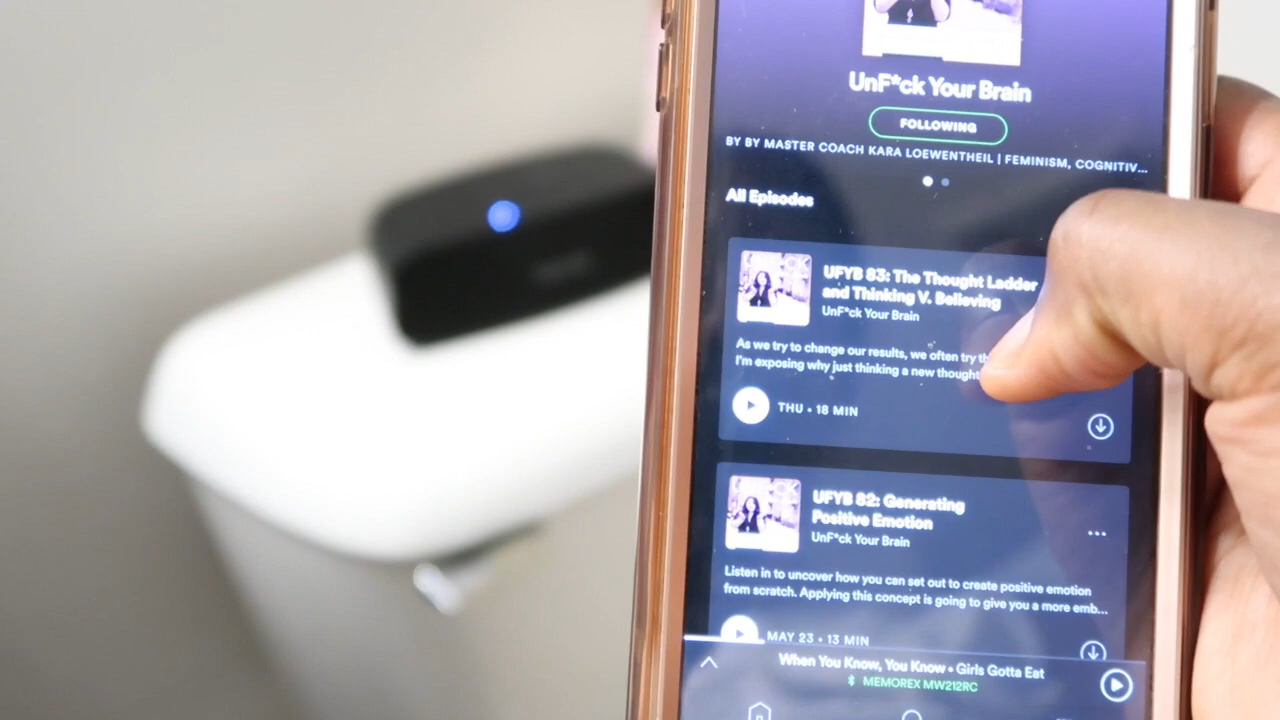 UnF*ck Your Brain
FOLLOWING
BY BY MASTER COACH KARA LOEWENTHEIL | FEMINISM, COGNITIV...
All Episodes
UFYB 83: The Thought Ladder
and Thinking V. Believing
UnF*ck Your Brain
As we try to change our results, we often try
I'm exposing why just thinking a new thought
THU • 18 MIN
UFYB 82: Generating
Positive Emotion
UnF*ck Your Brain
Listen in to uncover how you can set out to create positive emotion
from scratch. Applying this concept is going to give you a more emb...
MAY 23 • 13 MIN
When You Know, You Know • Girls Gotta Eat
MEMOREX MW212RC